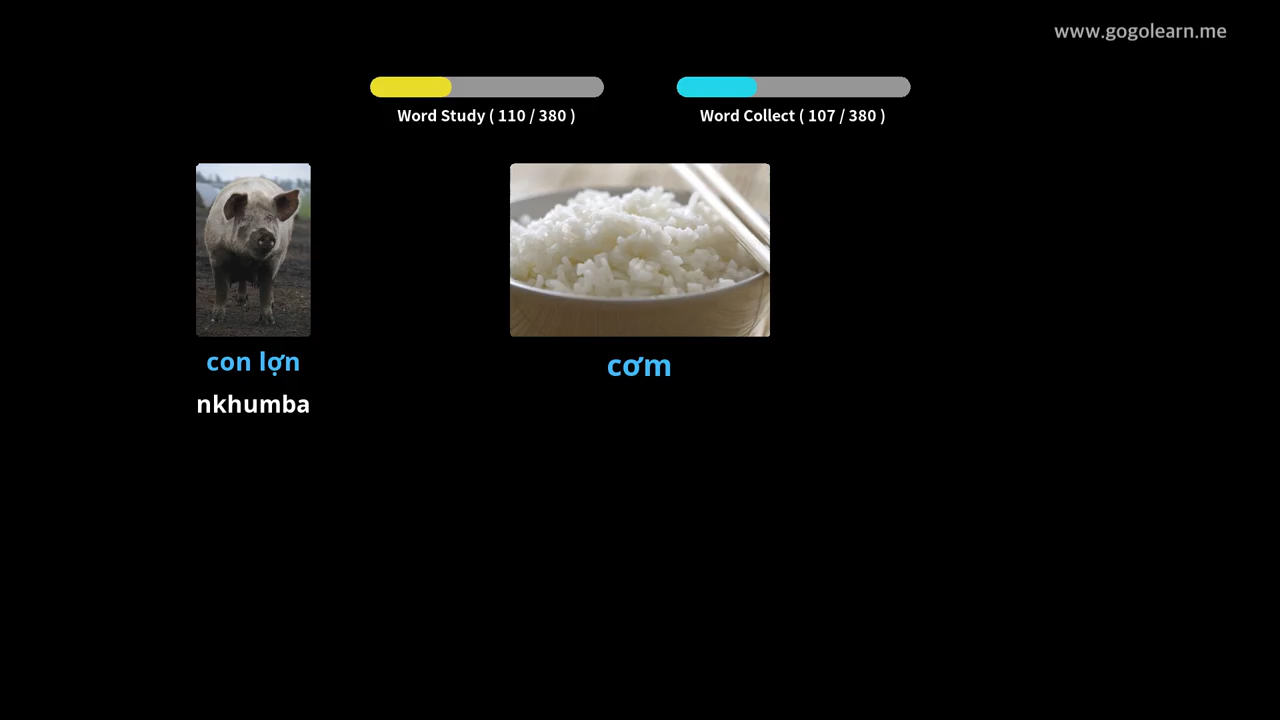 www.gogolearn.me
Word Study ( 110 / 380 )
Word Collect ( 107 / 380 )
con lợn
nkhumba
cơm